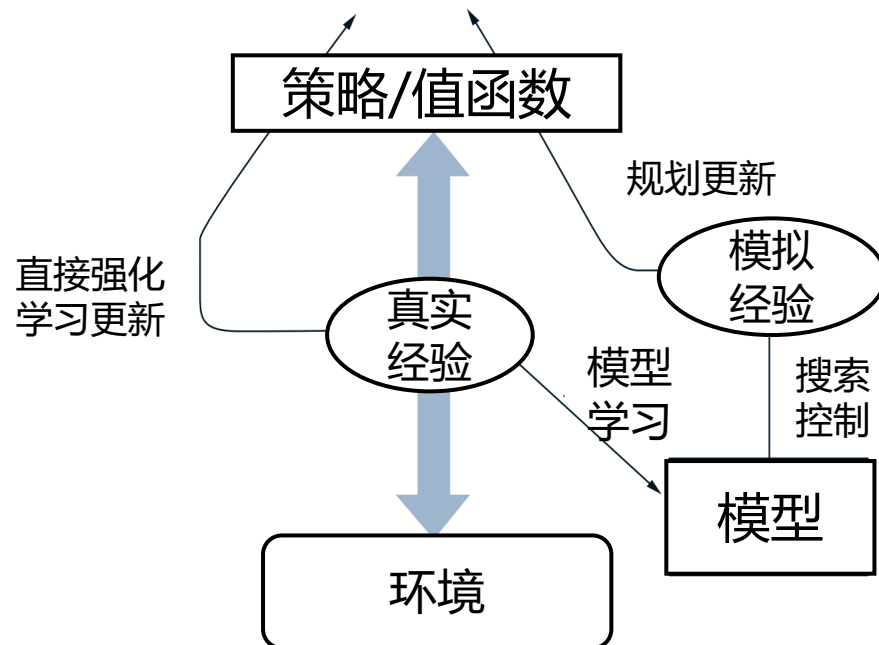 策略/值函数
规划更新
模拟
经验
直接强化
学习更新
真实
经验
模型
学习
搜索
控制
模型
环境